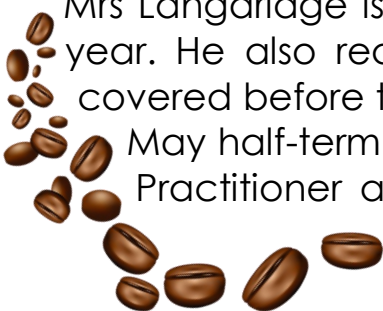 Mrs Langaridge is
year. He also rec
covered before t
May half-term
Practitioner a